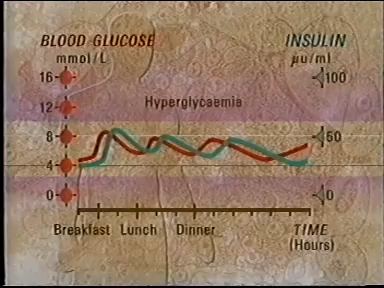 BLOOD GLUCOSE
mmol/L
16
12
8
4
0
Hyperglycaemia
INSULIN
µu/ml
100
50
0
Breakfast Lunch Dinner
TIME
(Hours)